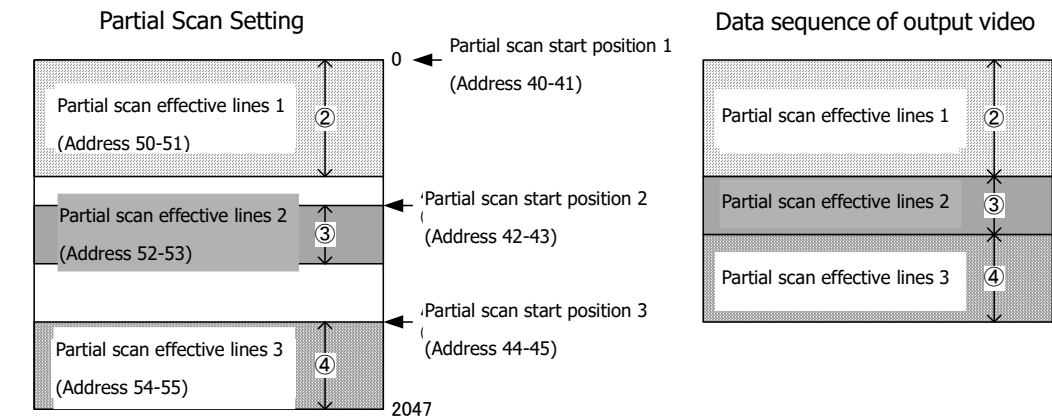 Partial Scan Setting
0
Partial scan start position 1
(Address 40-41)
Partial scan effective lines 1
(Address 50-51)
②
Partial scan start position 2
(Address 42-43)
Partial scan effective lines 2
(Address 52-53)
③
Partial scan start position 3
(Address 44-45)
Partial scan effective lines 3
(Address 54-55)
④
2047
Data sequence of output video
Partial scan effective lines 1
②
Partial scan effective lines 2
③
Partial scan effective lines 3
④